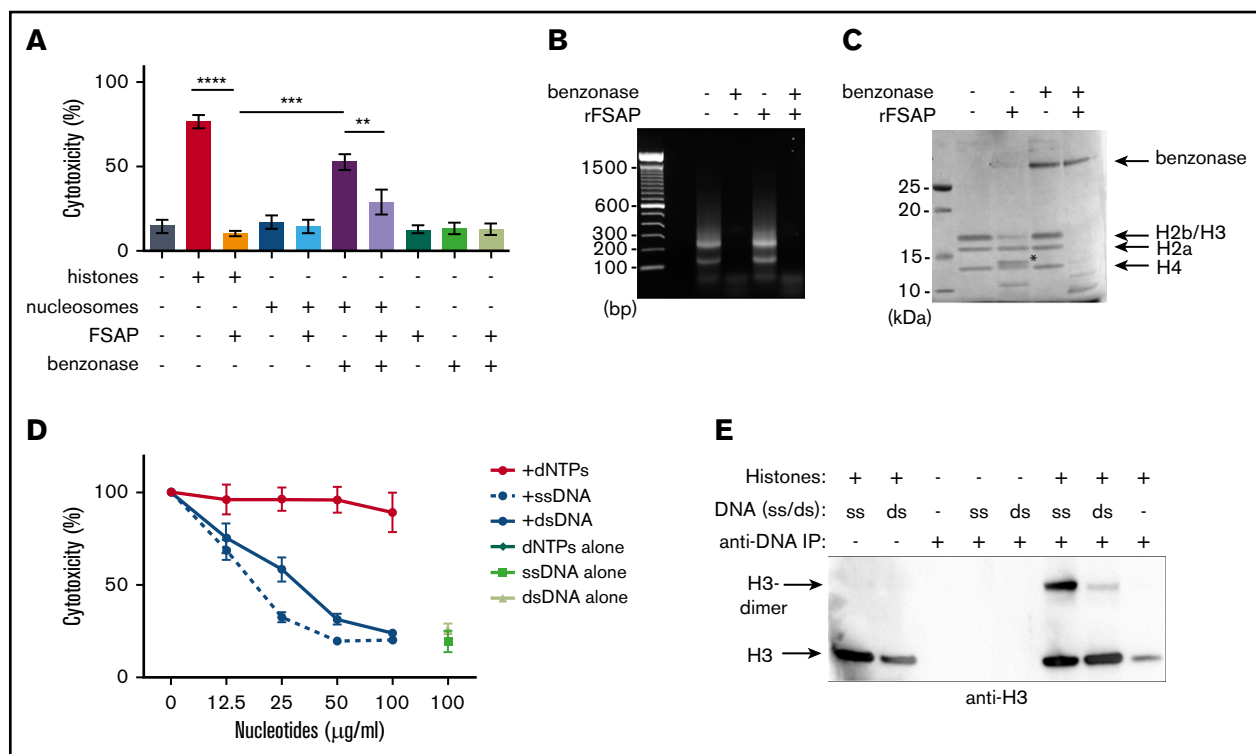 A
Cytotoxicity (%)
100
50
0
**** *** **
histones - + + - - - - - - -
nucleosomes - - - + + + + - - -
FSAP - - + - + - + + - +
benzonase - - - - - + + - + +
B
benzonase - + - +
rFSAP - - + +
1500
600
300
200
100
(bp)
C
benzonase - - + +
rFSAP - + - +
25
20
15
10
(kDa)
benzonase
H2b/H3
H2a
*
H4
D
Cytotoxicity (%)
100
50
0
0 12.5 25 50 100 100
Nucleotides (µg/ml)
+dNTPs
+ssDNA
+dsDNA
dNTPs alone
ssDNA alone
dsDNA alone
E
Histones: + + - - - + + +
DNA (ss/ds): ss ds - ss ds ss ds -
anti-DNA IP: - - + + + + + +
H3-
dimer
H3
anti-H3